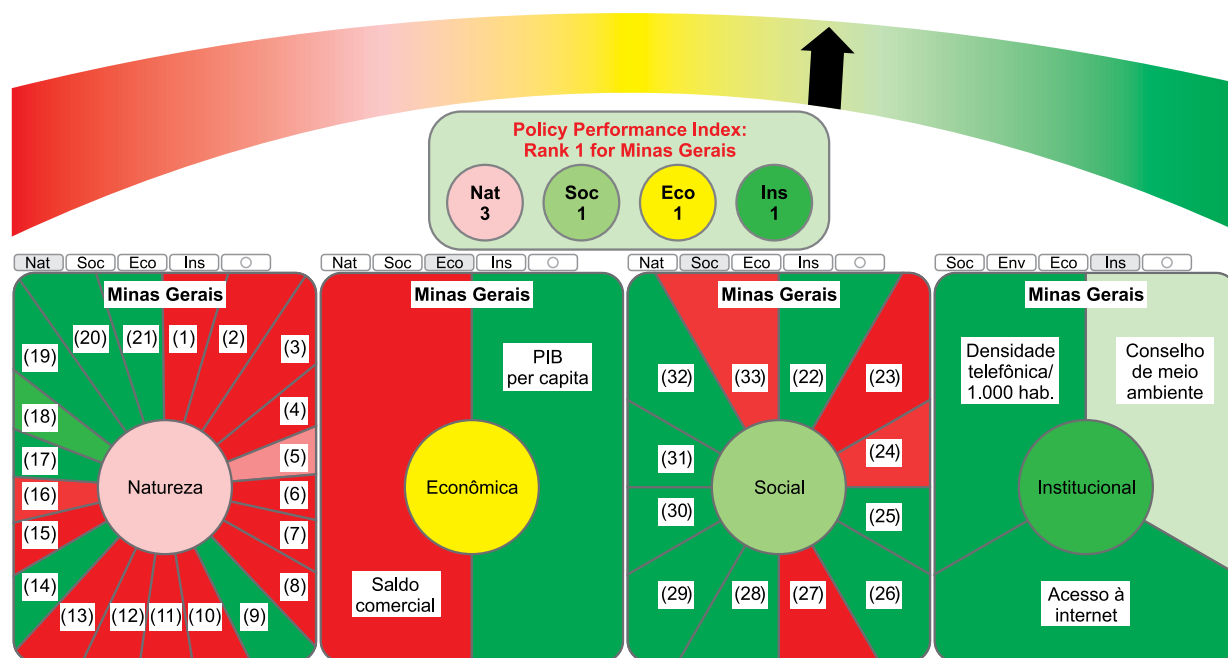 Policy Performance Index:
Rank 1 for Minas Gerais
Nat
3
Soc
1
Eco
1
Ins
1
Nat Soc Eco Ins
Minas Gerais
(1)
(2)
(3)
(4)
(5)
(6)
(7)
(8)
(9)
(10)
(11)
(12)
(13)
(14)
(15)
(16)
(17)
(18)
(19)
(20)
(21)
Natureza
Nat Soc Eco Ins
Minas Gerais
PIB
per capita
Econômica
Saldo
comercial
Nat Soc Eco Ins
Minas Gerais
(22)
(23)
(24)
(25)
(26)
(27)
(28)
(29)
(30)
(31)
(32)
(33)
Social
Soc Env Eco Ins
Minas Gerais
Densidade
telefônica/
1.000 hab.
Conselho
de meio
ambiente
Institucional
Acesso à
internet